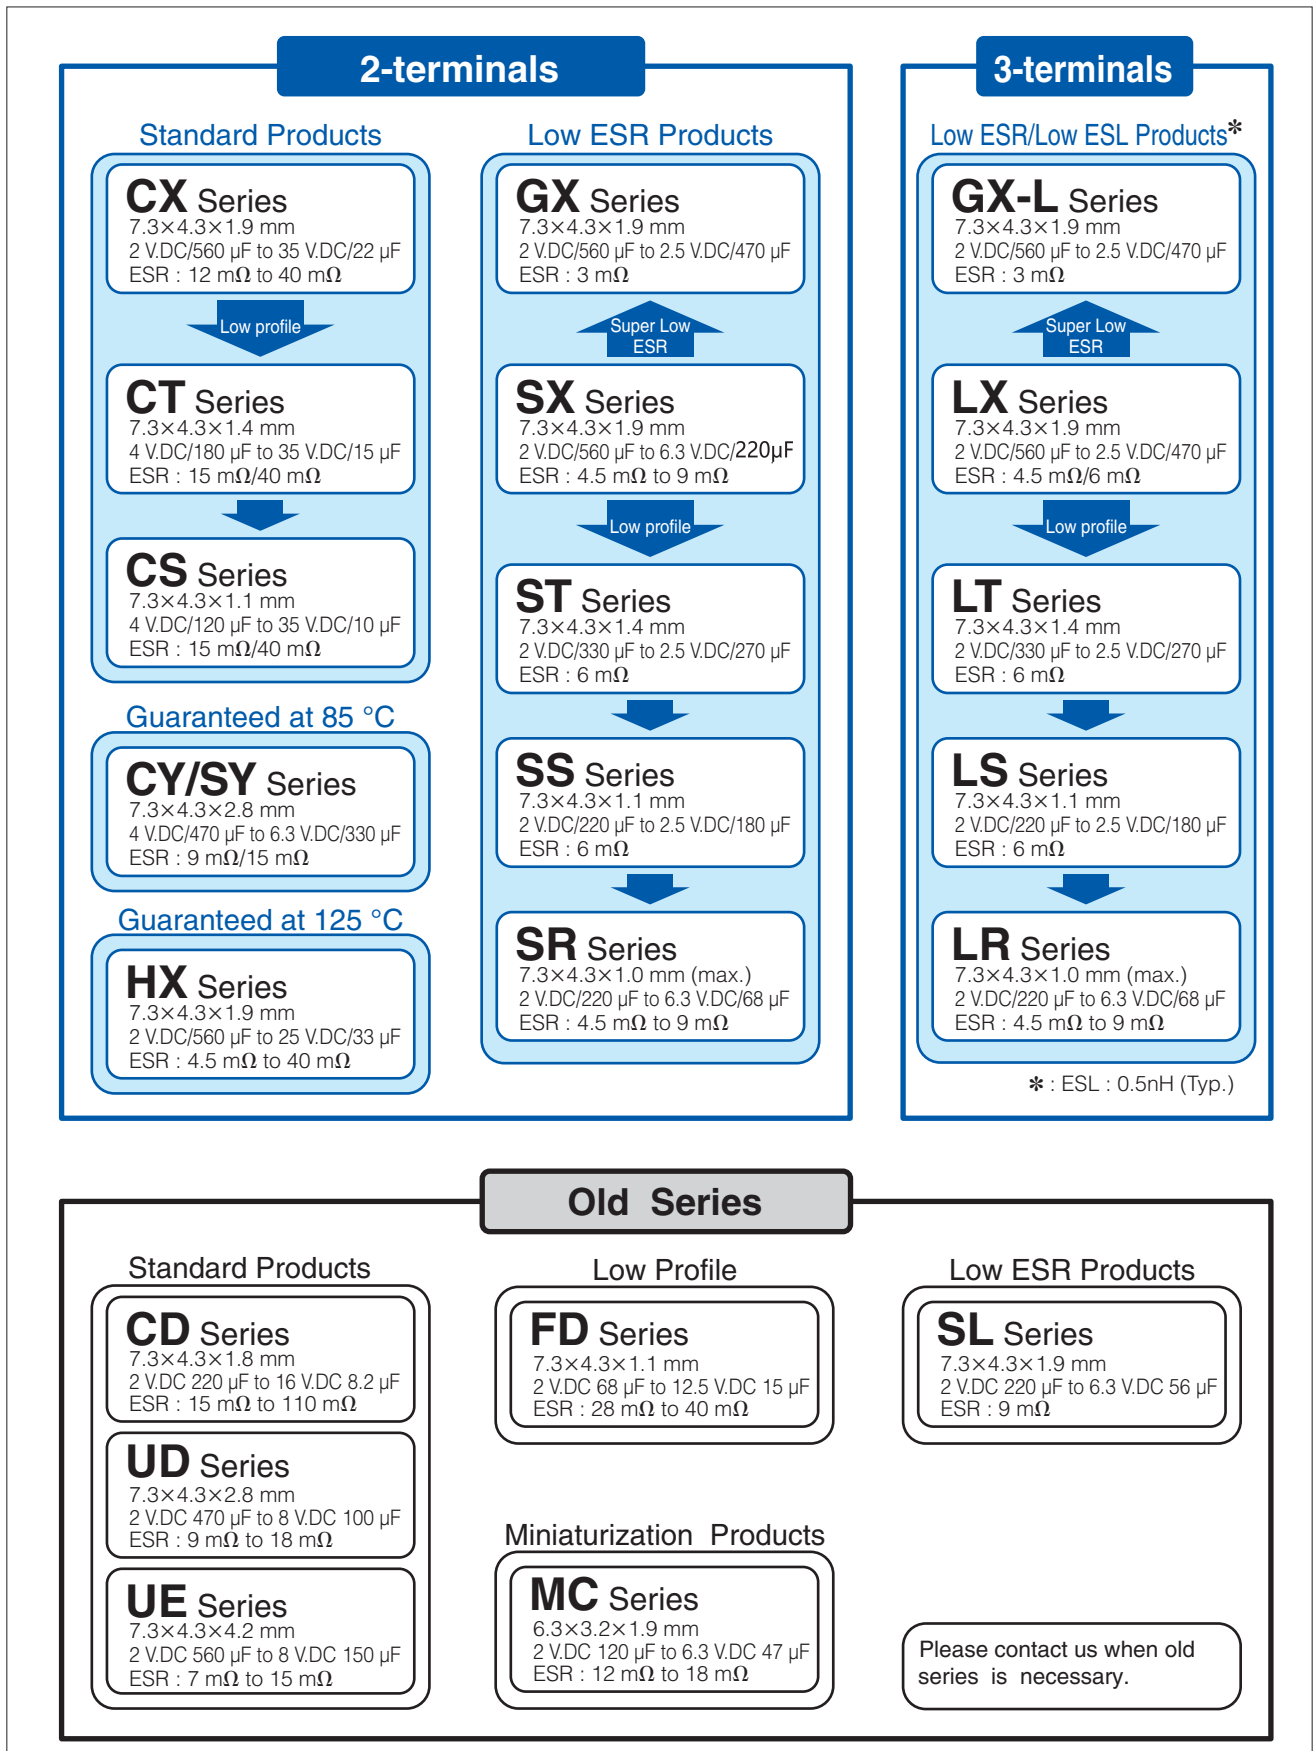 2-terminals
Standard Products
CX Series
7.3×4.3×1.9 mm
2 V.DC/560 µF to 35 V.DC/22 µF
ESR : 12 mΩ to 40 mΩ
Low profile
CT Series
7.3×4.3×1.4 mm
4 V.DC/180 µF to 35 V.DC/15 µF
ESR : 15 mΩ/40 mΩ
CS Series
7.3×4.3×1.1 mm
4 V.DC/120 µF to 35 V.DC/10 µF
ESR : 15 mΩ/40 mΩ
Guaranteed at 85 °C
CY/SY Series
7.3×4.3×2.8 mm
4 V.DC/470 µF to 6.3 V.DC/330 µF
ESR : 9 mΩ/15 mΩ
Guaranteed at 125 °C
HX Series
7.3×4.3×1.9 mm
2 V.DC/560 µF to 25 V.DC/33 µF
ESR : 4.5 mΩ to 40 mΩ
Low ESR Products
GX Series
7.3×4.3×1.9 mm
2 V.DC/560 µF to 2.5 V.DC/470 µF
ESR : 3 mΩ
Super Low
ESR
SX Series
7.3×4.3×1.9 mm
2 V.DC/560 µF to 6.3 V.DC/220µF
ESR : 4.5 mΩ to 9 mΩ
Low profile
ST Series
7.3×4.3×1.4 mm
2 V.DC/330 µF to 2.5 V.DC/270 µF
ESR : 6 mΩ
SS Series
7.3×4.3×1.1 mm
2 V.DC/220 µF to 2.5 V.DC/180 µF
ESR : 6 mΩ
SR Series
7.3×4.3×1.0 mm (max.)
2 V.DC/220 µF to 6.3 V.DC/68 µF
ESR : 4.5 mΩ to 9 mΩ
3-terminals
Low ESR/Low ESL Products*
GX-L Series
7.3×4.3×1.9 mm
2 V.DC/560 µF to 2.5 V.DC/470 µF
ESR : 3 mΩ
Super Low
ESR
LX Series
7.3×4.3×1.9 mm
2 V.DC/560 µF to 2.5 V.DC/470 µF
ESR : 4.5 mΩ/6 mΩ
Low profile
LT Series
7.3×4.3×1.4 mm
2 V.DC/330 µF to 2.5 V.DC/270 µF
ESR : 6 mΩ
LS Series
7.3×4.3×1.1 mm
2 V.DC/220 µF to 2.5 V.DC/180 µF
ESR : 6 mΩ
LR Series
7.3×4.3×1.0 mm (max.)
2 V.DC/220 µF to 6.3 V.DC/68 µF
ESR : 4.5 mΩ to 9 mΩ
* : ESL : 0.5nH (Typ.)
Old Series
Standard Products
CD Series
7.3×4.3×1.8 mm
2 V.DC 220 µF to 16 V.DC 8.2 µF
ESR : 15 mΩ to 110 mΩ
UD Series
7.3×4.3×2.8 mm
2 V.DC 470 µF to 8 V.DC 100 µF
ESR : 9 mΩ to 18 mΩ
UE Series
7.3×4.3×4.2 mm
2 V.DC 560 µF to 8 V.DC 150 µF
ESR : 7 mΩ to 15 mΩ
Low Profile
FD Series
7.3×4.3×1.1 mm
2 V.DC 68 µF to 12.5 V.DC 15 µF
ESR : 28 mΩ to 40 mΩ
Miniaturization Products
MC Series
6.3×3.2×1.9 mm
2 V.DC 120 µF to 6.3 V.DC 47 µF
ESR : 12 mΩ to 18 mΩ
Low ESR Products
SL Series
7.3×4.3×1.9 mm
2 V.DC 220 µF to 6.3 V.DC 56 µF
ESR : 9 mΩ
Please contact us when old
series is necessary.